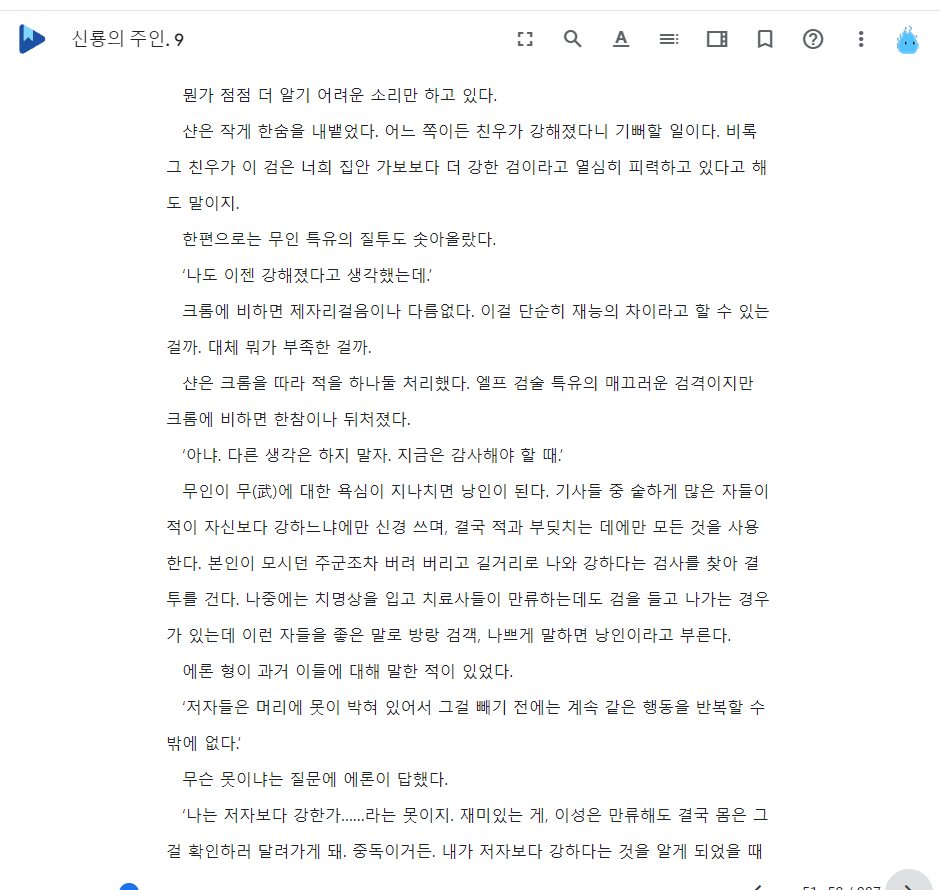 신룡의 주인. 9
뭔가 점점 더 알기 어려운 소리만 하고 있다.
샨은 작게 한숨을 내뱉었다. 어느 쪽이든 친우가 강해졌다니 기뻐할 일이다. 비록
그 친우가 이 검은 너희 집안 가보보다 더 강한 검이라고 열심히 피력하고 있다고 해
도 말이지.
한편으로는 무인 특유의 질투도 솟아올랐다.
‘나도 이젠 강해졌다고 생각했는데.’
크롬에 비하면 제자리걸음이나 다름없다. 이걸 단순히 재능의 차이라고 할 수 있는
걸까. 대체 뭐가 부족한 걸까.
샨은 크롬을 따라 적을 하나둘 처리했다. 엘프 검술 특유의 매끄러운 검격이지만
크롬에 비하면 한참이나 뒤처졌다.
‘아냐. 다른 생각은 하지 말자. 지금은 감사해야 할 때.’
무인이 무(武)에 대한 욕심이 지나치면 낭인이 된다. 기사들 중 숱하게 많은 자들이
적이 자신보다 강하느냐에만 신경 쓰며, 결국 적과 부딪치는 데에만 모든 것을 사용
한다. 본인이 모시던 주군조차 버려 버리고 길거리로 나와 강하다는 검사를 찾아 결
투를 건다. 나중에는 치명상을 입고 치료사들이 만류하는데도 검을 들고 나가는 경우
가 있는데 이런 자들을 좋은 말로 방랑 검객, 나쁘게 말하면 낭인이라고 부른다.
에론 형이 과거 이들에 대해 말한 적이 있었다.
‘저자들은 머리에 못이 박혀 있어서 그걸 빼기 전에는 계속 같은 행동을 반복할 수
밖에 없다.’
무슨 못이냐는 질문에 에론이 답했다.
‘나는 저자보다 강한가……라는 못이지. 재미있는 게, 이성은 만류해도 결국 몸은 그
걸 확인하러 달려가게 돼. 중독이거든. 내가 저자보다 강하다는 것을 알게 되었을 때